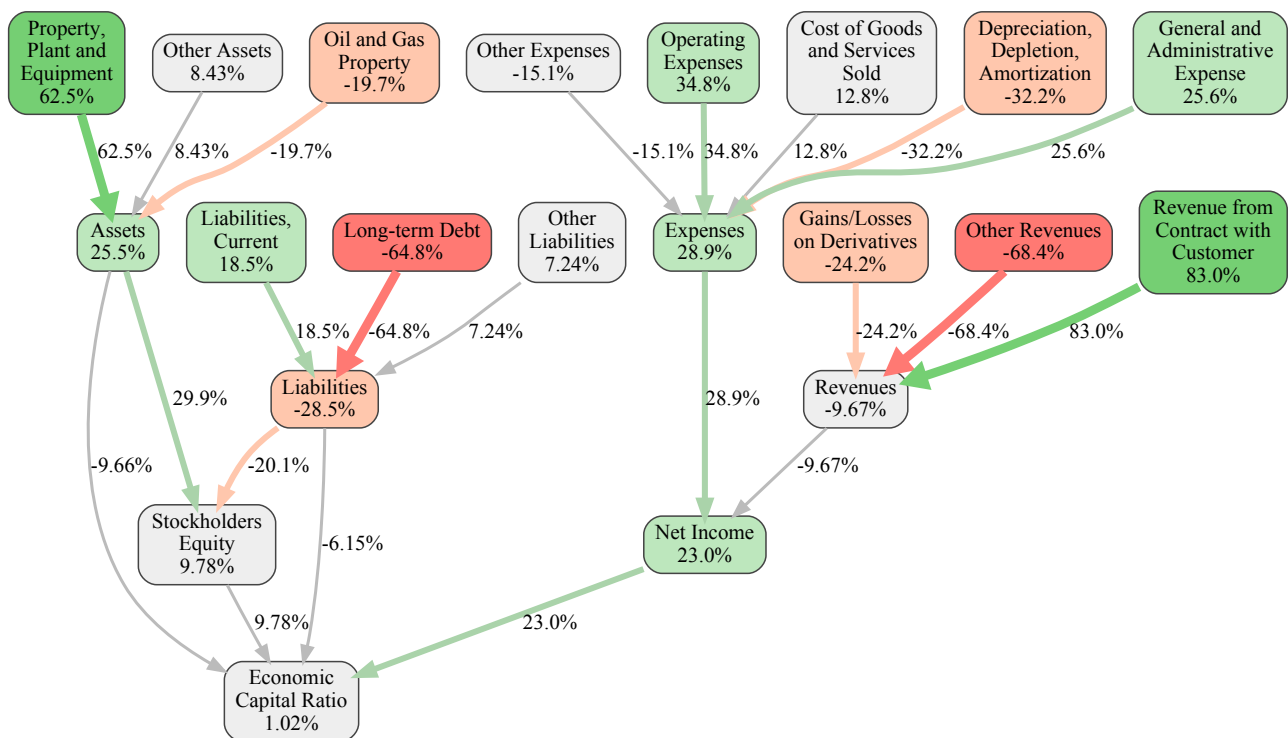 Property,
Plant and
Equipment
62.5%
Other Assets
8.43%
Oil and Gas
Property
-19.7%
Other Expenses
-15.1%
Operating
Expenses
34.8%
Cost of Goods
and Services
Sold
12.8%
Depreciation,
Depletion,
Amortization
-32.2%
General and
Administrative
Expense
25.6%
62.5%
8.43%
-19.7%
-15.1%
34.8%
12.8%
-32.2%
25.6%
Assets
25.5%
Liabilities,
Current
18.5%
Long-term Debt
-64.8%
Other
Liabilities
7.24%
Expenses
28.9%
Gains/Losses
on Derivatives
-24.2%
Other Revenues
-68.4%
Revenue from
Contract with
Customer
83.0%
18.5%
-64.8%
7.24%
-24.2%
-68.4%
83.0%
Liabilities
-28.5%
Revenues
-9.67%
29.9%
28.9%
-9.66%
-20.1%
-9.67%
Stockholders
Equity
9.78%
-6.15%
Net Income
23.0%
9.78%
23.0%
Economic
Capital Ratio
1.02%